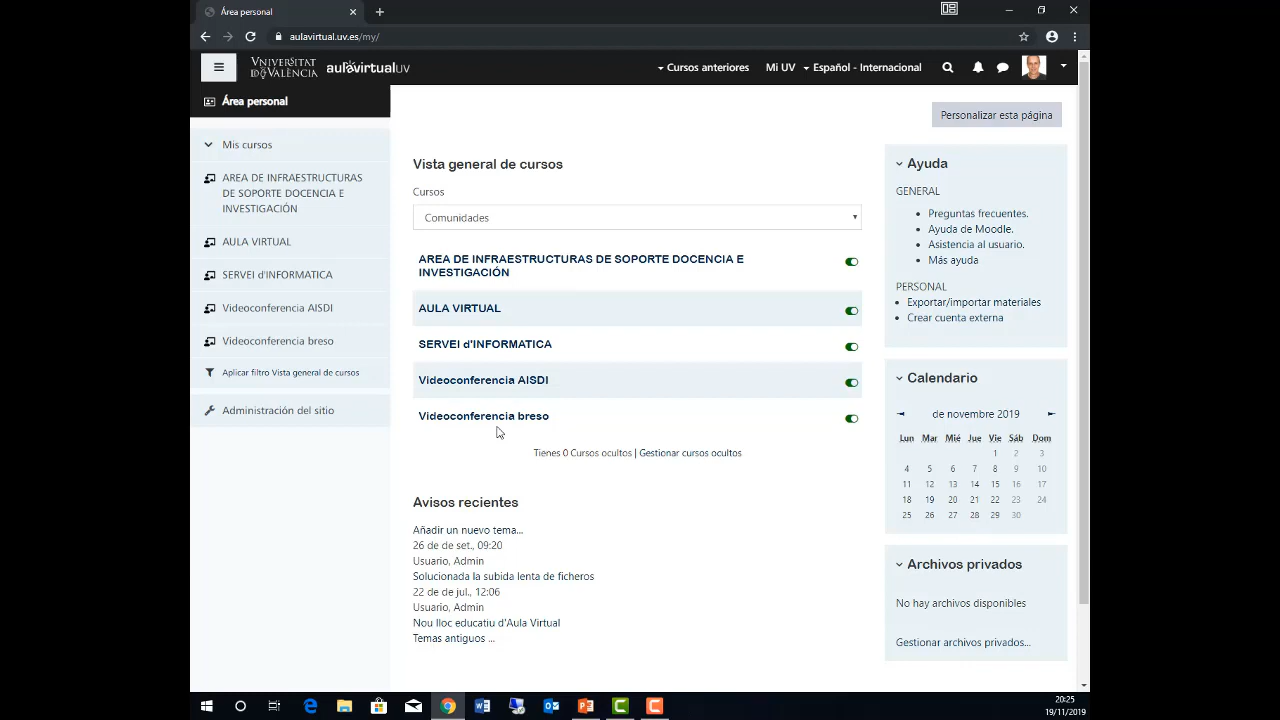 Área personal
aulavirtual.uv.es/my/
VNIVERSITAT
D VALÈNCIA
aulavirtualuv
Cursos anteriores
Mi UV
Español - Internacional
Área personal
Personalizar esta página
Mis cursos
AREA DE INFRAESTRUCTURAS
DE SOPORTE DOCENCIA E
INVESTIGACIÓN
AULA VIRTUAL
SERVEI d'INFORMATICA
Videoconferencia AISDI
Videoconferencia breso
Aplicar filtro Vista general de cursos
Administración del sitio
Vista general de cursos
Cursos
Comunidades
AREA DE INFRAESTRUCTURAS DE SOPORTE DOCENCIA E
INVESTIGACIÓN
AULA VIRTUAL
SERVEI d'INFORMATICA
Videoconferencia AISDI
Videoconferencia breso
Tienes 0 Cursos ocultos | Gestionar cursos ocultos
Avisos recientes
Añadir un nuevo tema...
26 de de set., 09:20
Usuario, Admin
Solucionada la subida lenta de ficheros
22 de de jul., 12:06
Usuario, Admin
Nou lloc educatiu d'Aula Virtual
Temas antiguos ...
Ayuda
GENERAL
Preguntas frecuentes.
Ayuda de Moodle.
Asistencia al usuario.
Más ayuda
PERSONAL
Exportar/importar materiales
Crear cuenta externa
Calendario
de novembre 2019
Lun Mar Mié Jue Vie Sáb Dom
1 2 3
4 5 6 7 8 9 10
11 12 13 14 15 16 17
18 19 20 21 22 23 24
25 26 27 28 29 30
Archivos privados
No hay archivos disponibles
Gestionar archivos privados...
20:25
19/11/2019